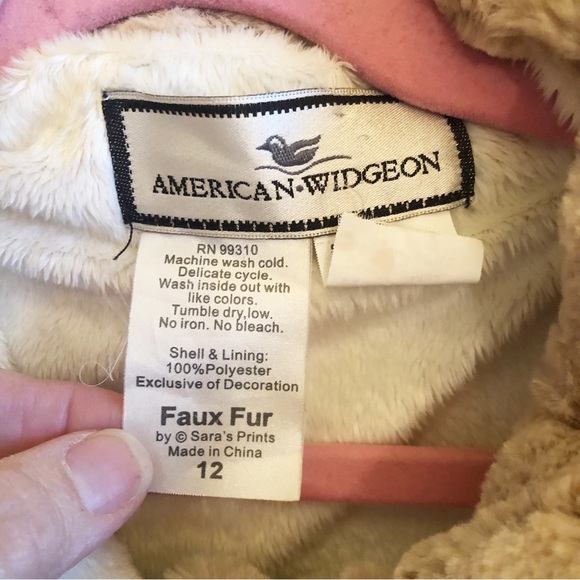 AMERICAN•WIDGEON
RN 99310
Machine wash cold.
Delicate cycle.
Wash inside out with
like colors.
Tumble dry,low.
No iron. No bleach.
Shell & Lining:
100%Polyester
Exclusive of Decoration
Faux Fur
by © Sara's Prints
Made in China
12